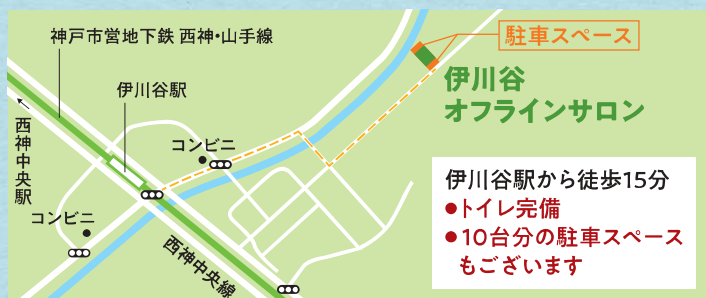 神戸市営地下鉄 西神・山手線
駐車スペース
伊川谷
オフラインサロン
伊川谷駅
西神中央駅
コンビニ
コンビニ
西神中央線
伊川谷駅から徒歩15分
●トイレ完備
●10台分の駐車スペース
もございます